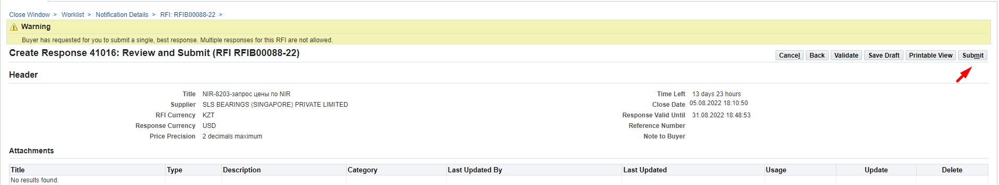 Close Window > Worklist > Notification Details > RFI: RFIB00088-22 >
Warning
Buyer has requested for you to submit a single, best response. Multiple responses for this RFI are not allowed.
Create Response 41016: Review and Submit (RFI RFIB00088-22)
Cancel Back Validate Save Draft Printable View Submit
Header
Title NIR-8203-запрос цены по NIR Time Left 13 days 23 hours
Supplier SLS BEARINGS (SINGAPORE) PRIVATE LIMITED Close Date 05.08.2022 18:10:50
RFI Currency KZT Response Valid Until 31.08.2022 18:48:53
Response Currency USD Reference Number
Price Precision 2 decimals maximum Note to Buyer
Attachments
Title Type Description Category Last Updated By Last Updated Usage Update Delete
No results found.